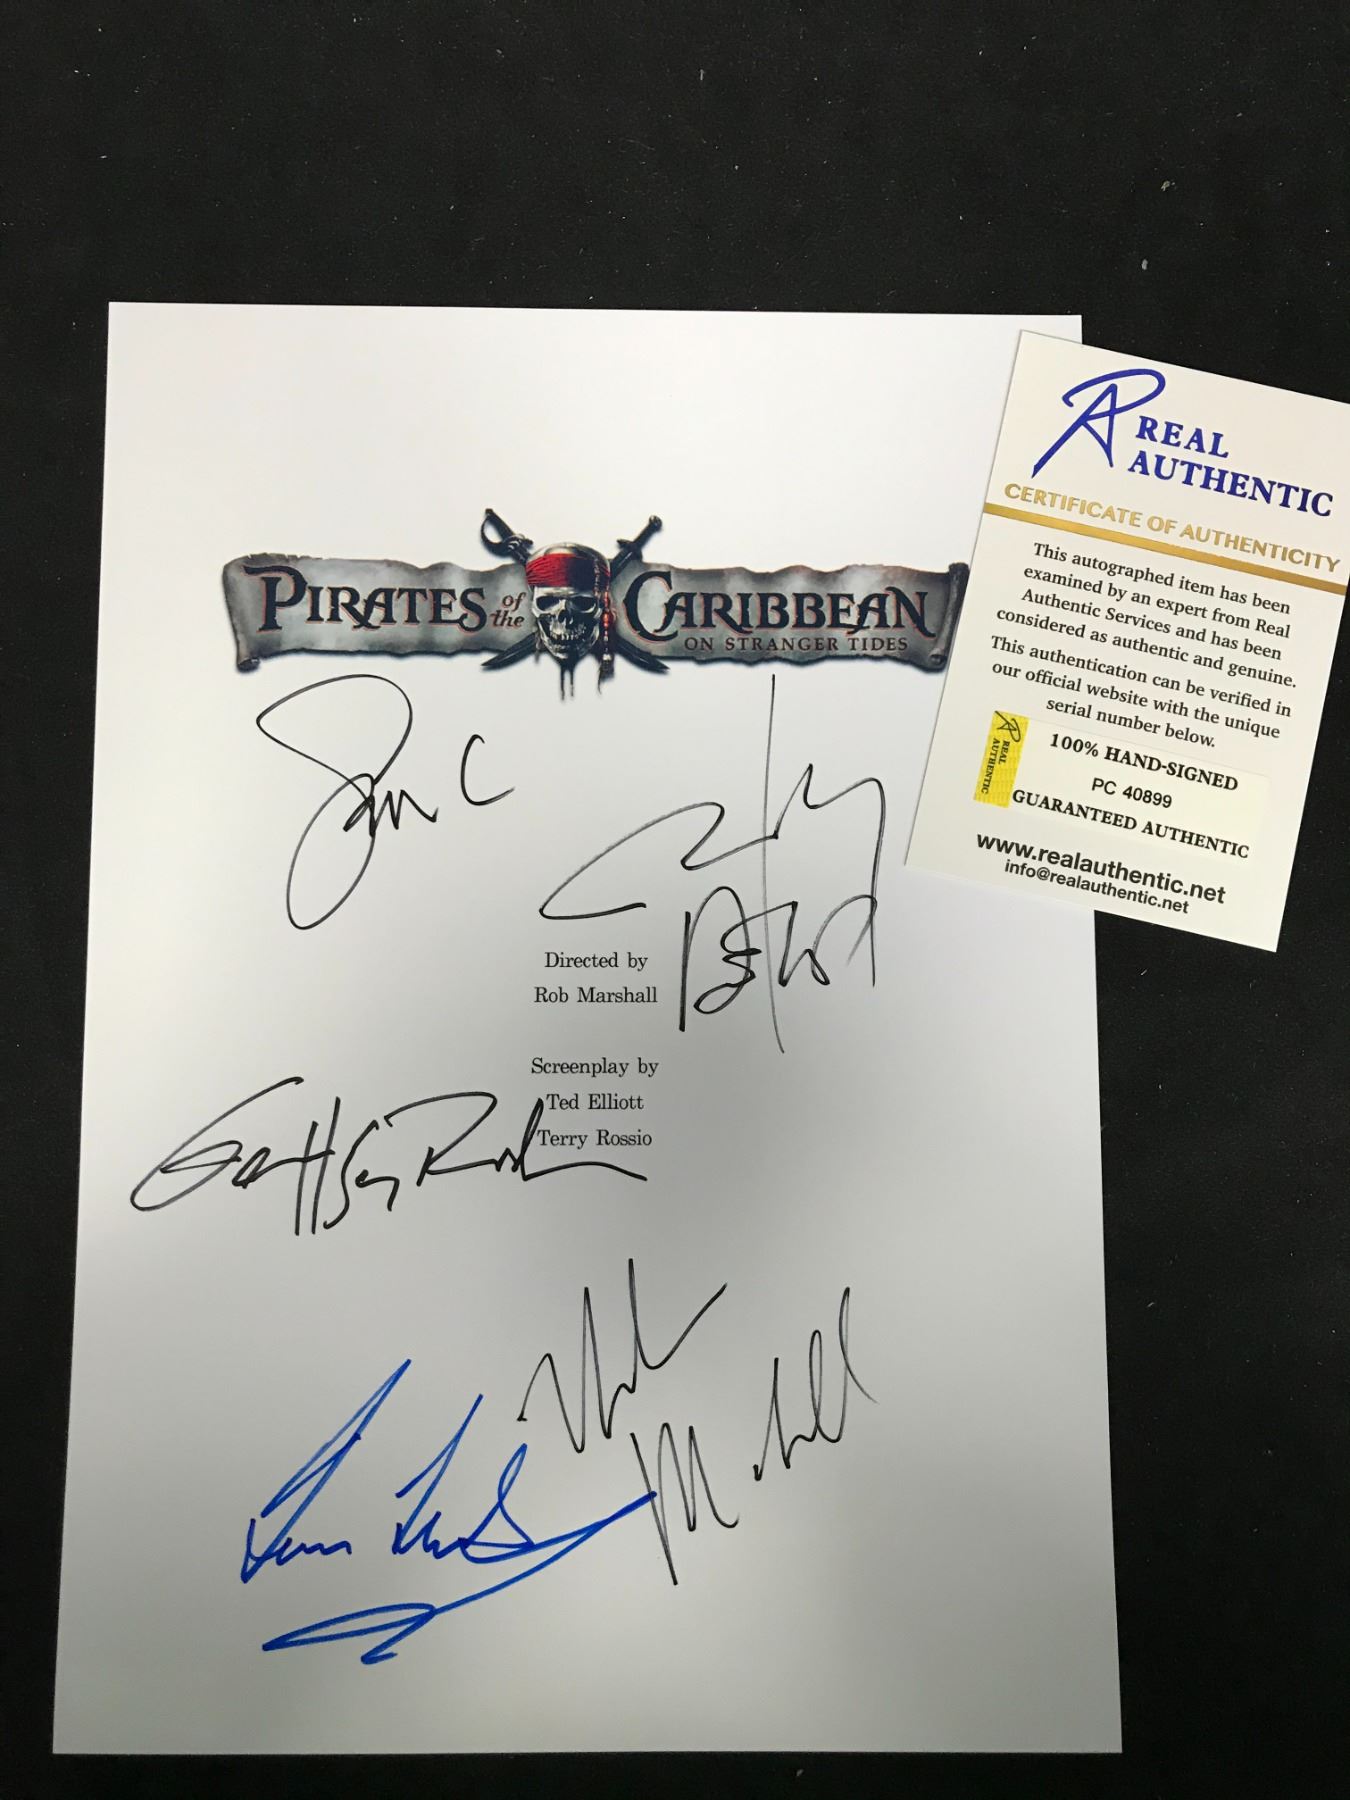 PIRATES of the CARIBBEAN
ON STRANGER TIDES
Directed by
Rob Marshall
Screenplay by
Ted Elliott
Terry Rossio
Geoffrey Rush
REAL
AUTHENTIC
CERTIFICATE OF AUTHENTICITY
This autographed item has been
examined by an expert from Real
Authentic Services and has been
considered as authentic and genuine.
This authentication can be verified in
our official website with the unique
serial number below.
REAL
AUTHENTIC
100% HAND-SIGNED
PC 40899
GUARANTEED AUTHENTIC
www.realauthentic.net
info@realauthentic.net